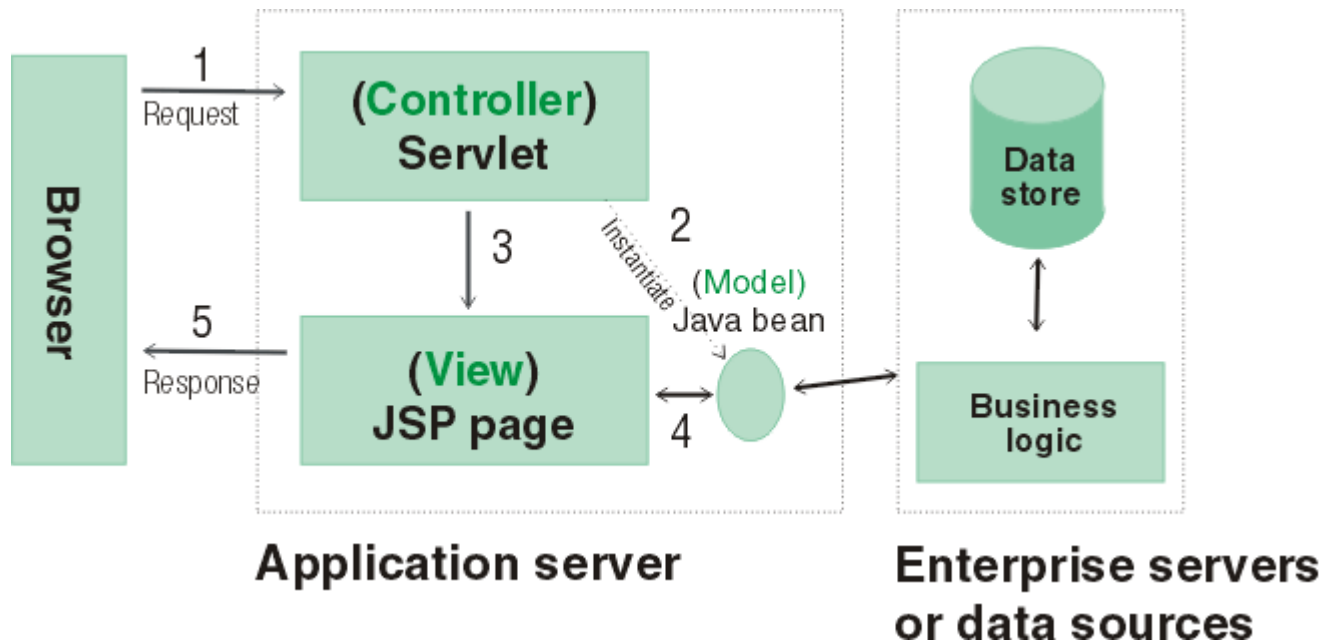 1
Request
(Controller)
Servlet
Browser
2
Instantiate
3
(Model)
Java bean
5
Response
(View)
JSP page
4
Data
store
Business
logic
Application server
Enterprise servers
or data sources